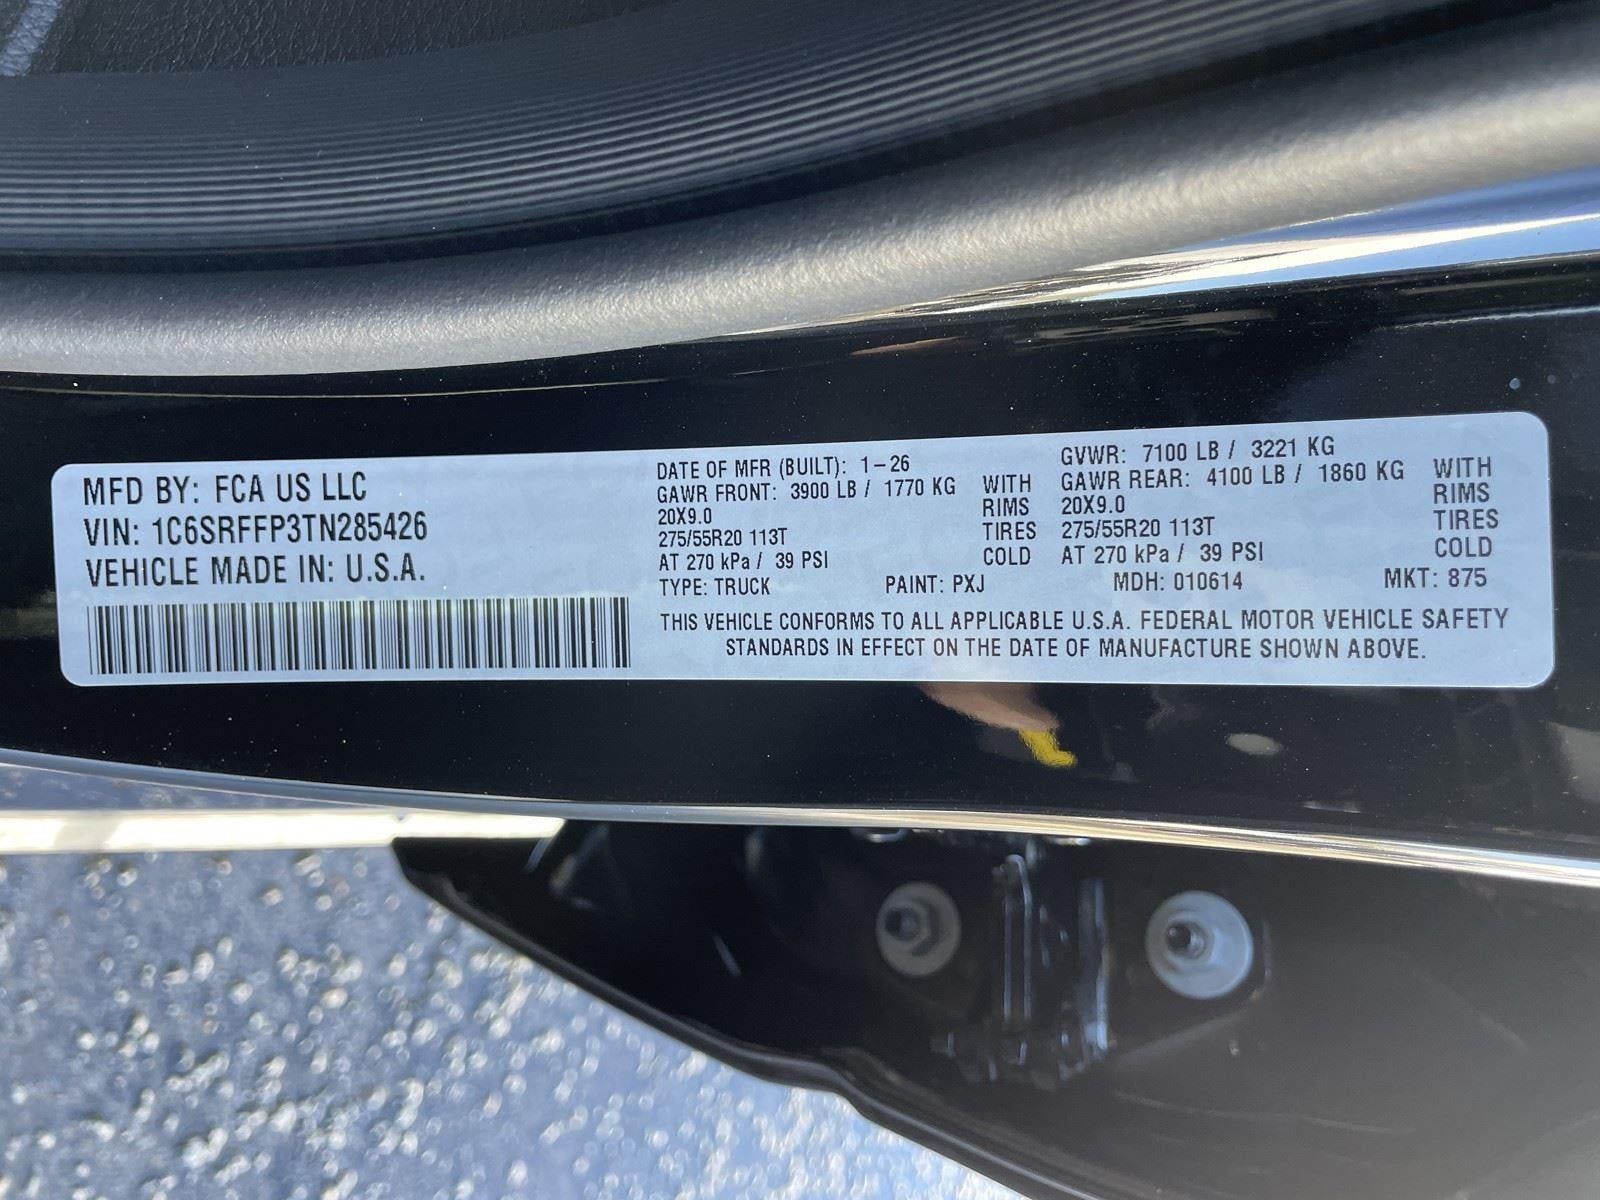 MFD BY: FCA US LLC
VIN: 1C6SRFFP3TN285426
VEHICLE MADE IN: U.S.A.
DATE OF MFR (BUILT): 1-26
GAWR FRONT: 3900 LB / 1770 KG WITH
20X9.0 RIMS
275/55R20 113T TIRES
AT 270 kPa / 39 PSI COLD
GVWR: 7100 LB / 3221 KG
GAWR REAR: 4100 LB / 1860 KG WITH
20X9.0 RIMS
275/55R20 113T TIRES
AT 270 kPa / 39 PSI COLD
TYPE: TRUCK PAINT: PXJ MDH: 010614 MKT: 875
THIS VEHICLE CONFORMS TO ALL APPLICABLE U.S.A. FEDERAL MOTOR VEHICLE SAFETY
STANDARDS IN EFFECT ON THE DATE OF MANUFACTURE SHOWN ABOVE.